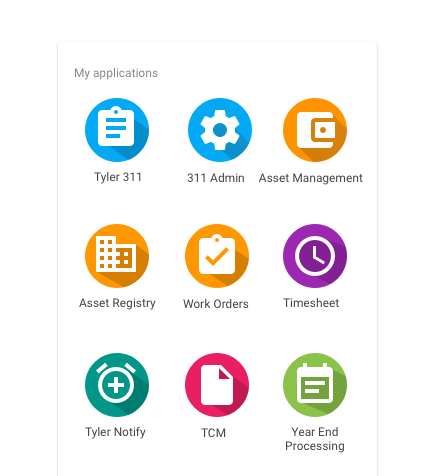 My applications
Tyler 311
311 Admin
Asset Management
Asset Registry
Work Orders
Timesheet
Tyler Notify
TCM
Year End
Processing